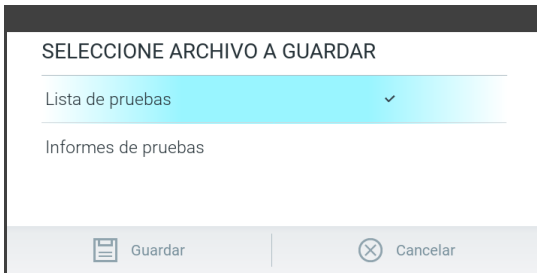 SELECCIONE ARCHIVO A GUARDAR
Lista de pruebas
Informes de pruebas
Guardar
Cancelar